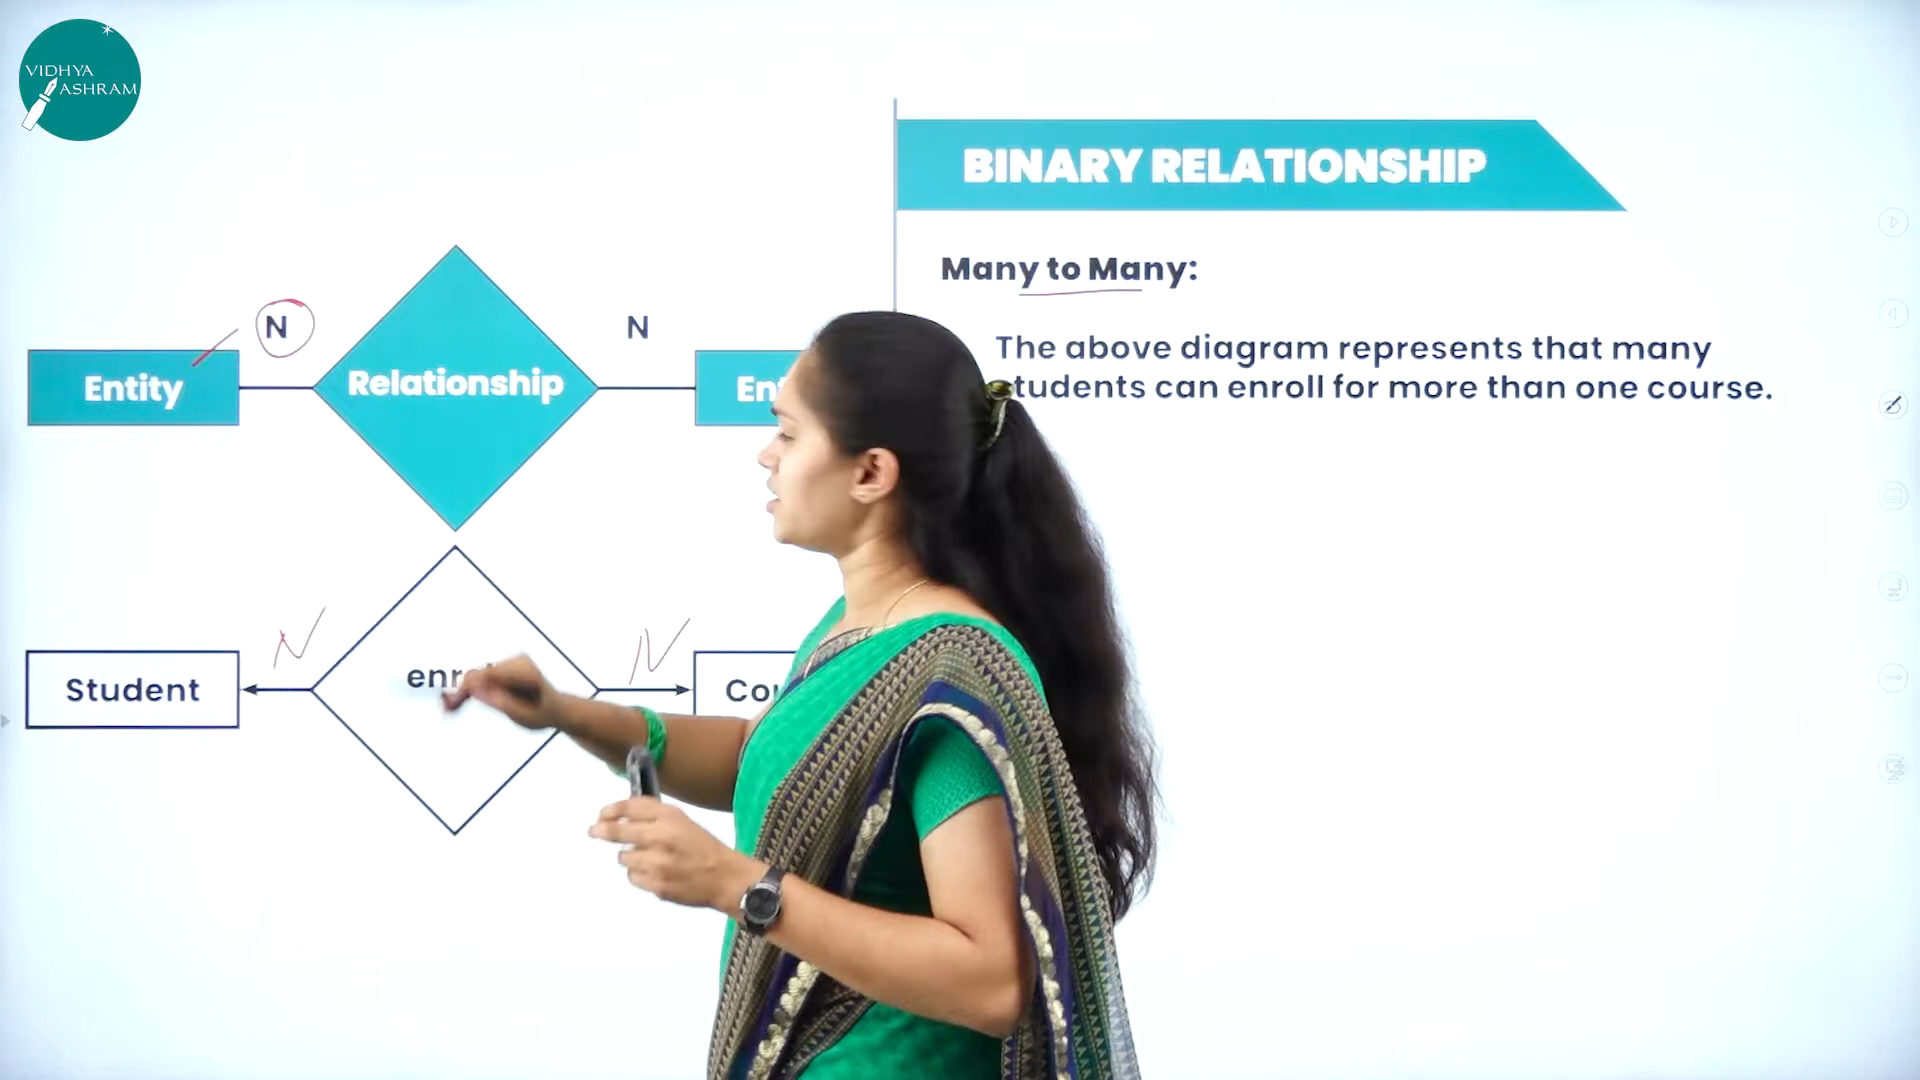 VIDHYA
ASHRAM
BINARY RELATIONSHIP
Many to Many:
The above diagram represents that many
students can enroll for more than one course.
N
N
Entity
Relationship
N
N
Student